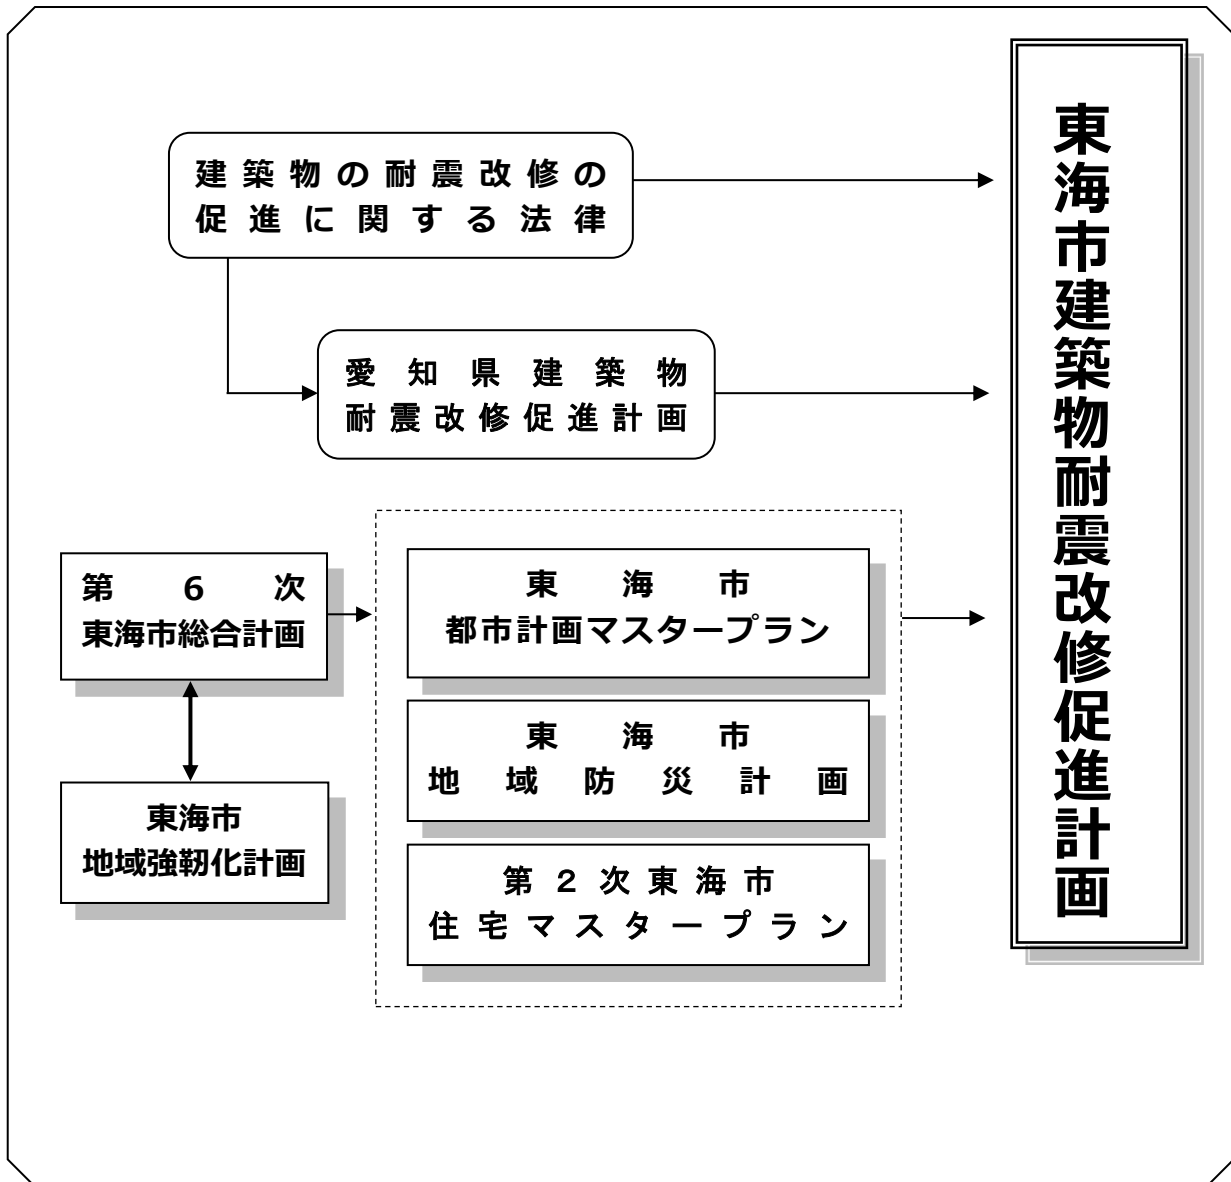 建築物の耐震改修の
促進に関する法律
愛知県建築物
耐震改修促進計画
第6次
東海市総合計画
東海市
地域強靭化計画
東海市
都市計画マスタープラン
東海市
地域防災計画
第２次東海市
住宅マスタープラン
東海市建築物耐震改修促進計画